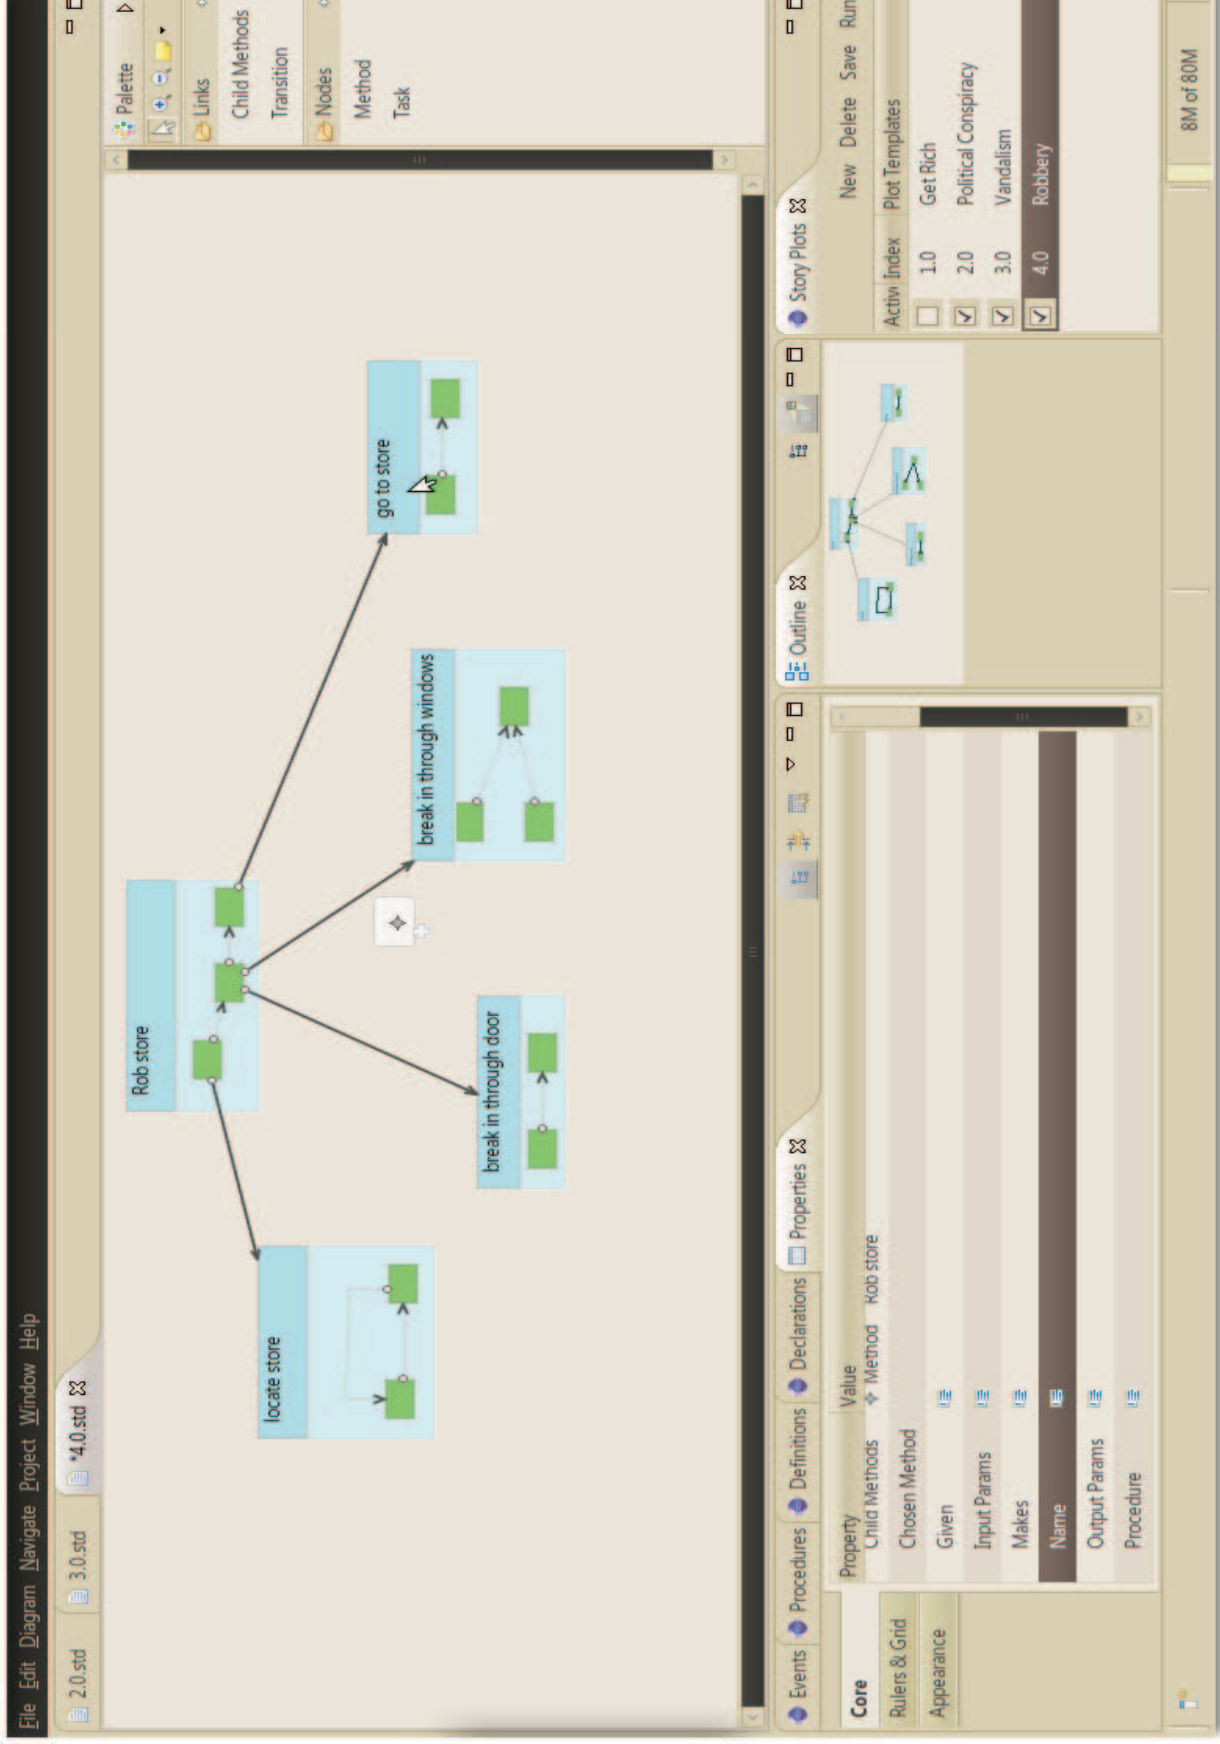 File Edit Diagram Navigate Project Window Help
2.0.std 3.0.std *4.0.std
Rob store
locate store
break in through door
break in through windows
go to store
Palette
Links
Child Methods
Transition
Nodes
Method
Task
Events Procedures Definitions Declarations Properties
Core
Rulers & Grid
Appearance
Property Value
Child Methods Method Rob store
Chosen Method
Given
Input Params
Makes
Name
Output Params
Procedure
Outline
Story Plots
New Delete Save Run
Activ Index Plot Templates
1.0 Get Rich
2.0 Political Conspiracy
3.0 Vandalism
4.0 Robbery
8M of 80M